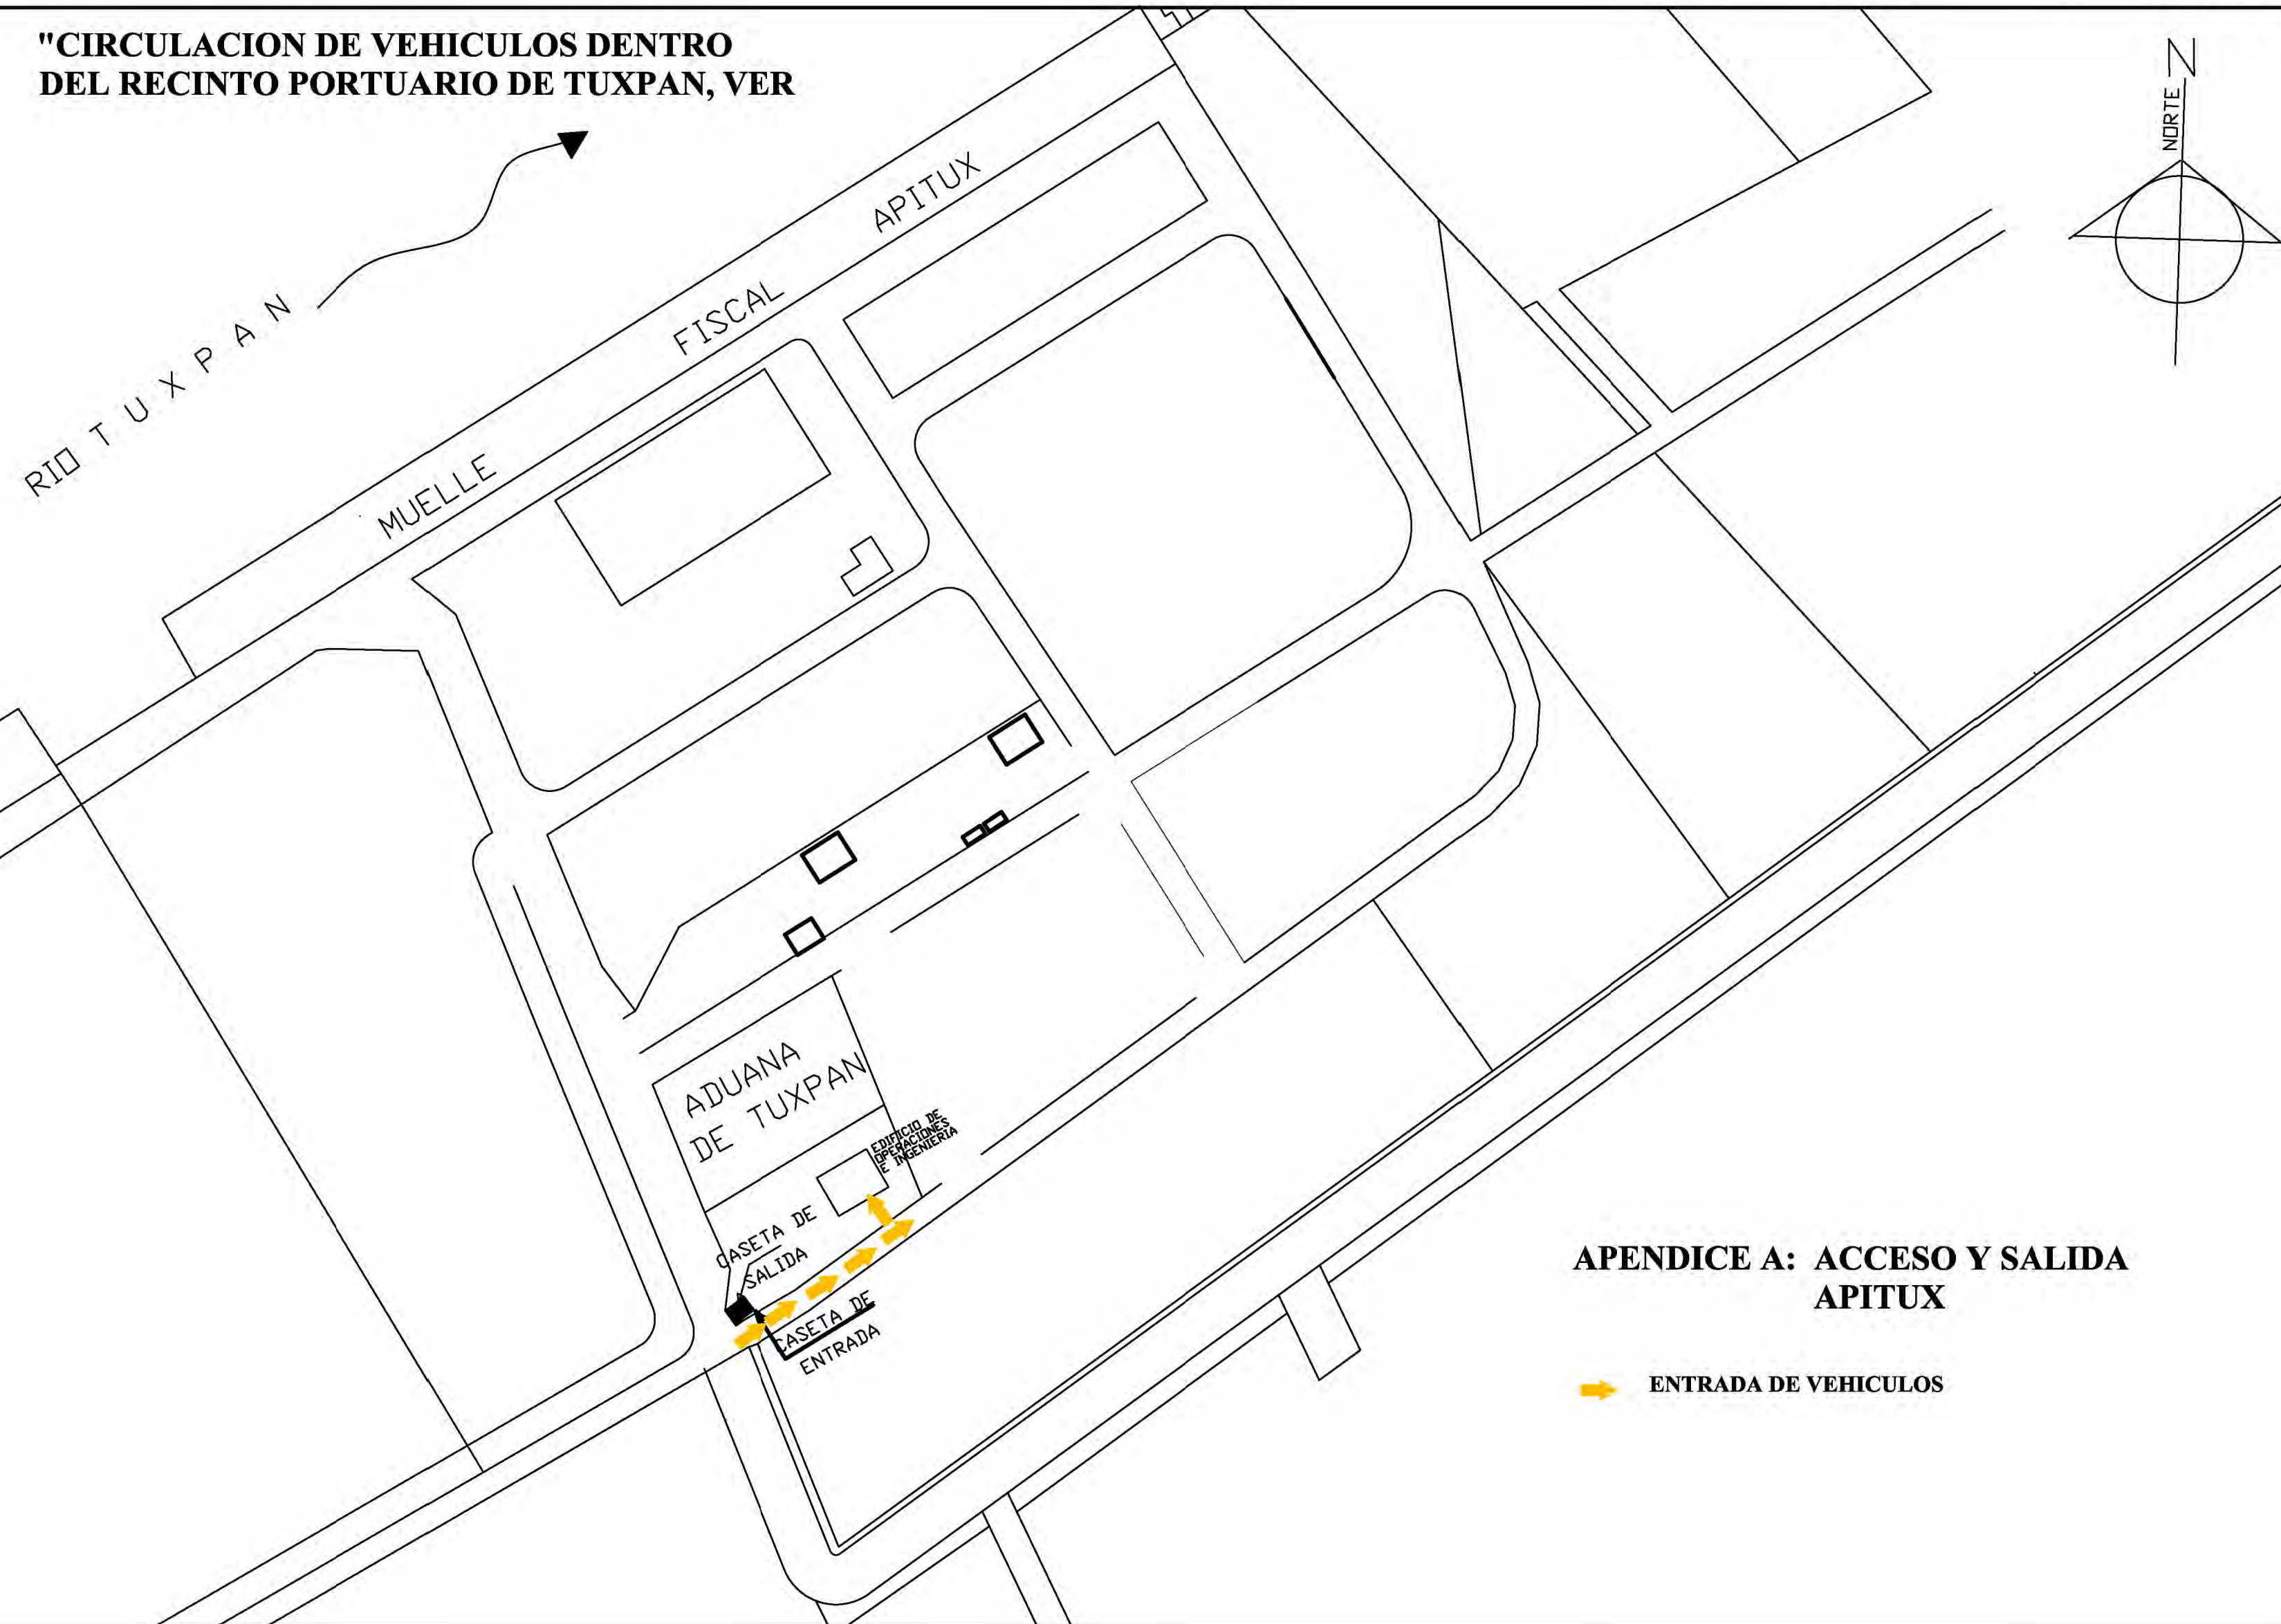 "CIRCULACION DE VEHICULOS DENTRO
DEL RECINTO PORTUARIO DE TUXPAN, VER
N
NORTE
RIO TUXPAN
MUELLE FISCAL APITUX
ADUANA
DE TUXPAN
EDIFICIO DE
OPERACIONES
E INGENIERIA
CASETA DE
SALIDA
CASETA DE
ENTRADA
APENDICE A: ACCESO Y SALIDA
APITUX
ENTRADA DE VEHICULOS